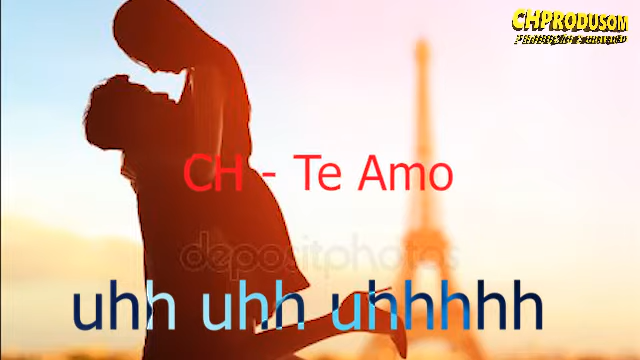 CHPRODUSOM
CH - Te Amo
depositphotos
uhh uhh uhhhhh